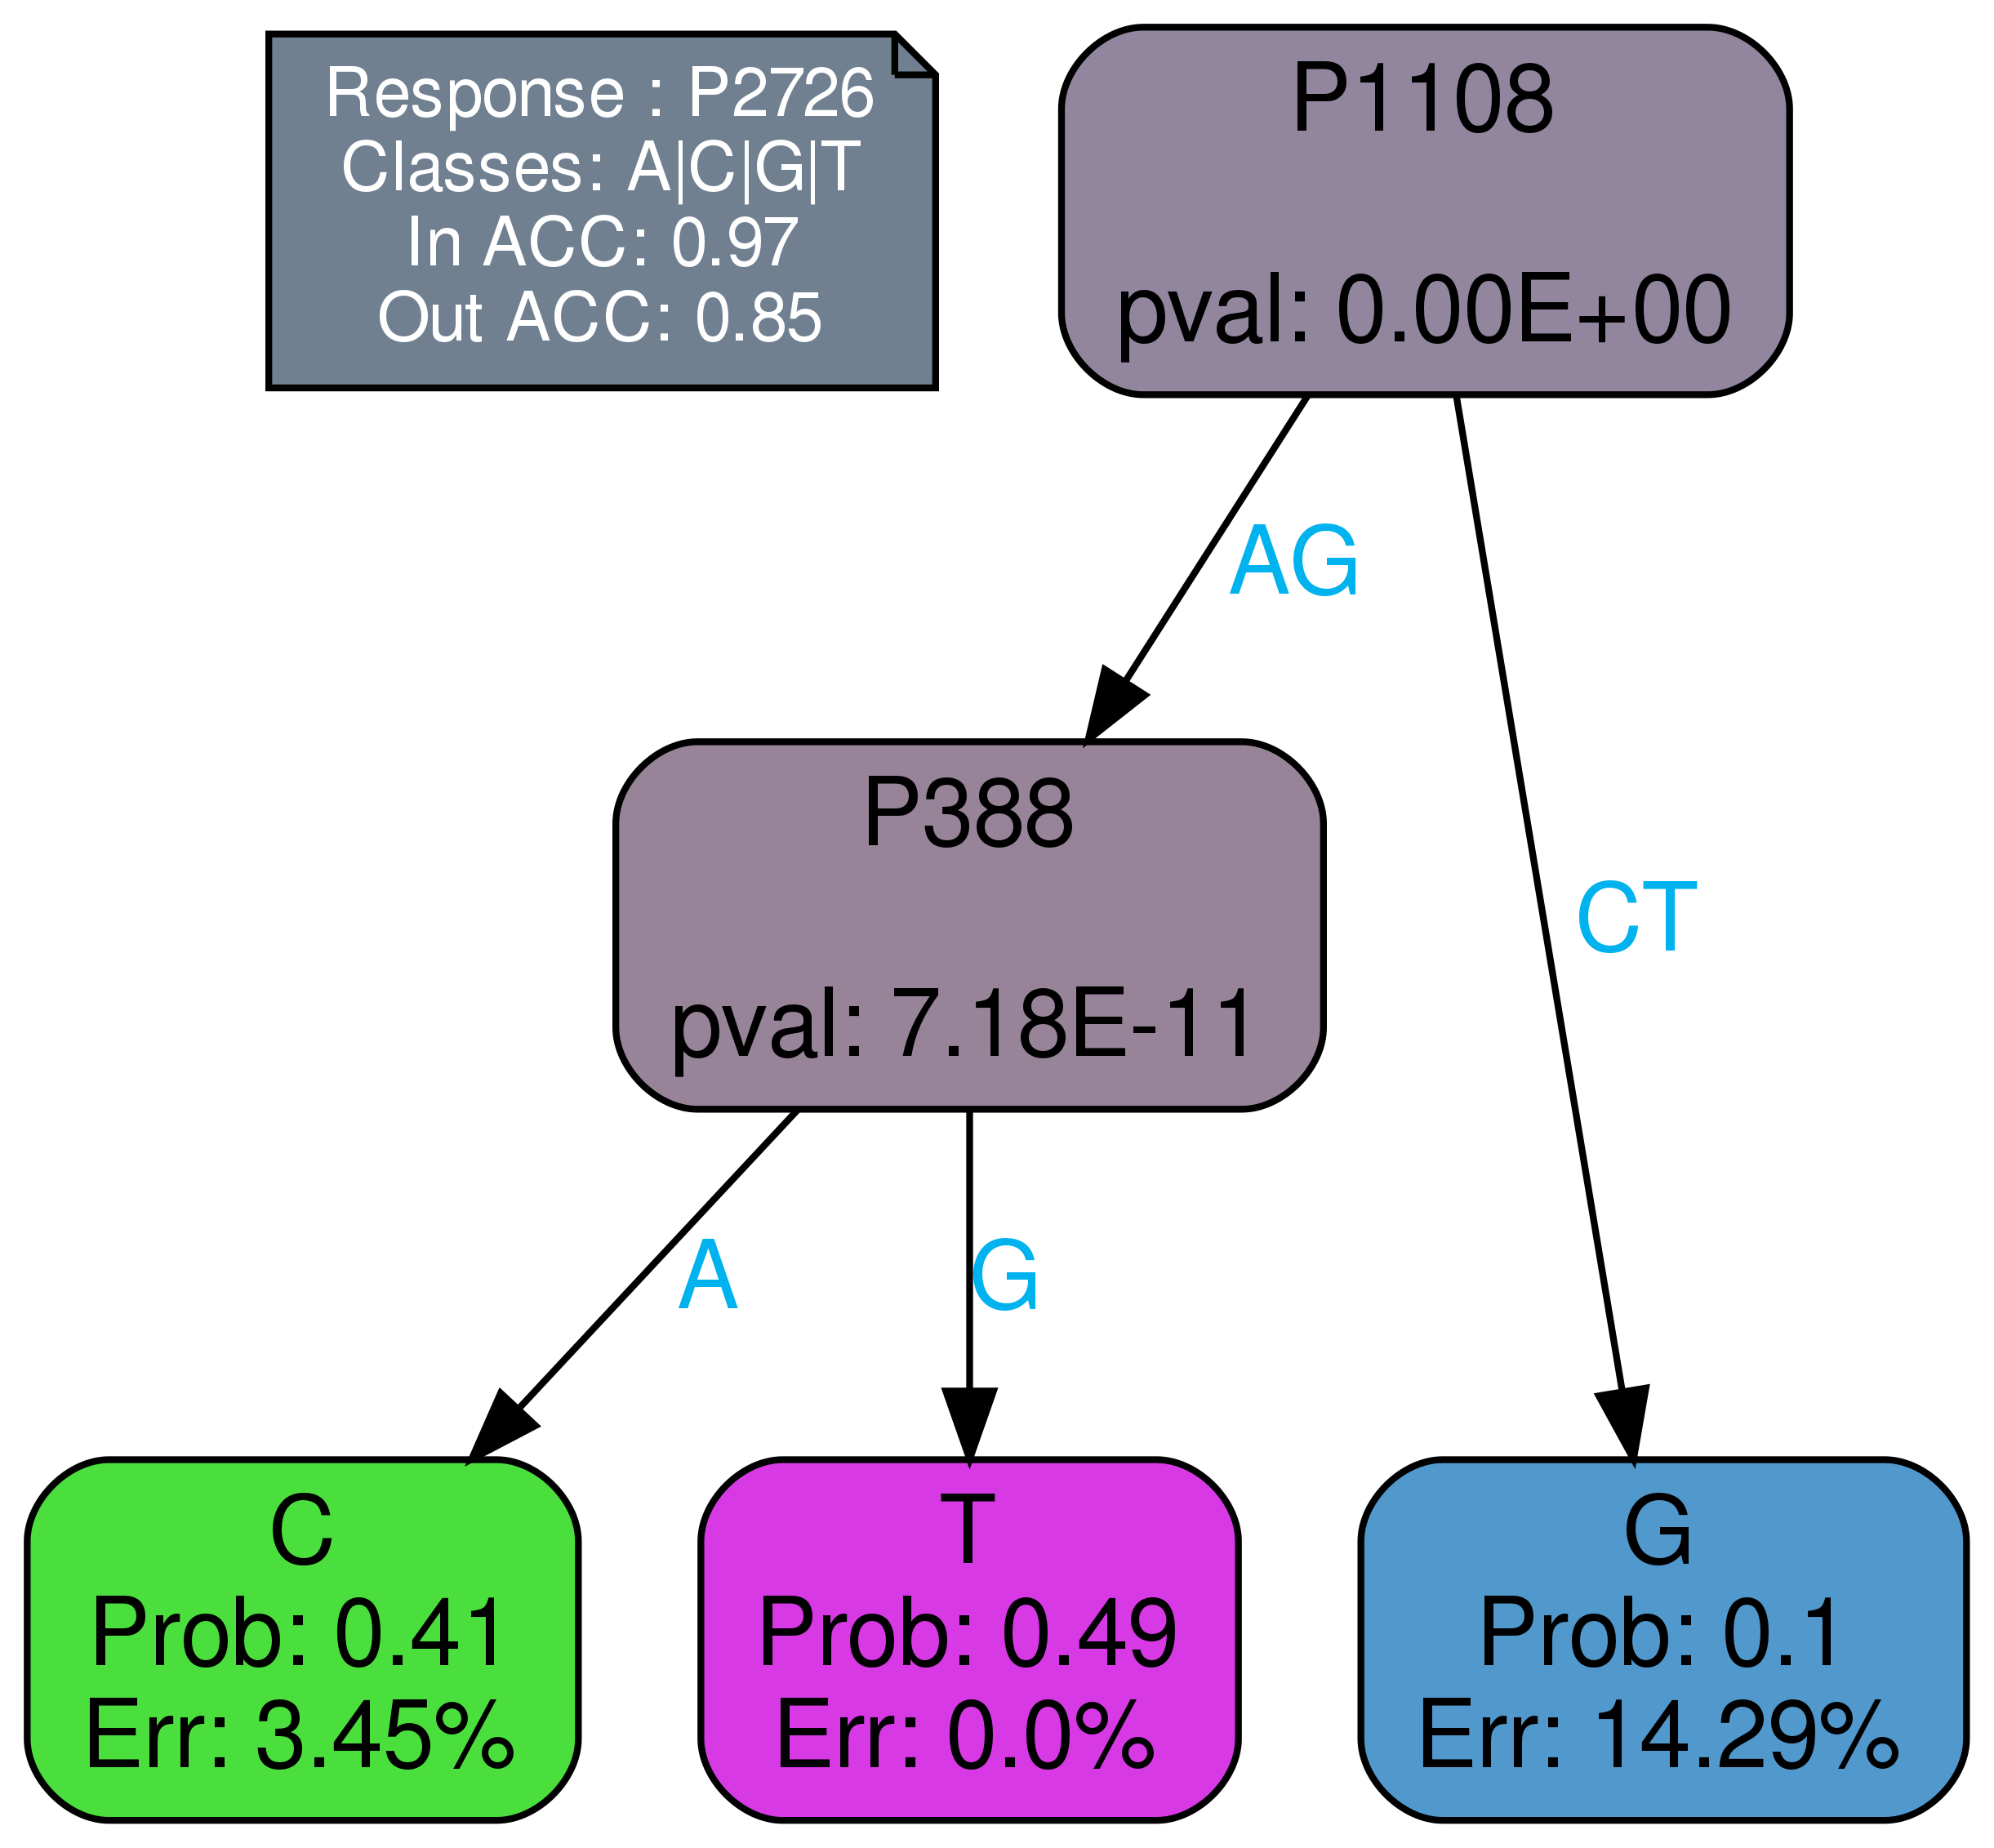 Response : P2726
Classes: A|C|G|T
In ACC: 0.97
Out ACC: 0.85
P1108
pval: 0.00E+00
AG
CT
P388
pval: 7.18E-11
A
G
C
Prob: 0.41
Err: 3.45%
T
Prob: 0.49
Err: 0.0%
G
Prob: 0.1
Err: 14.29%